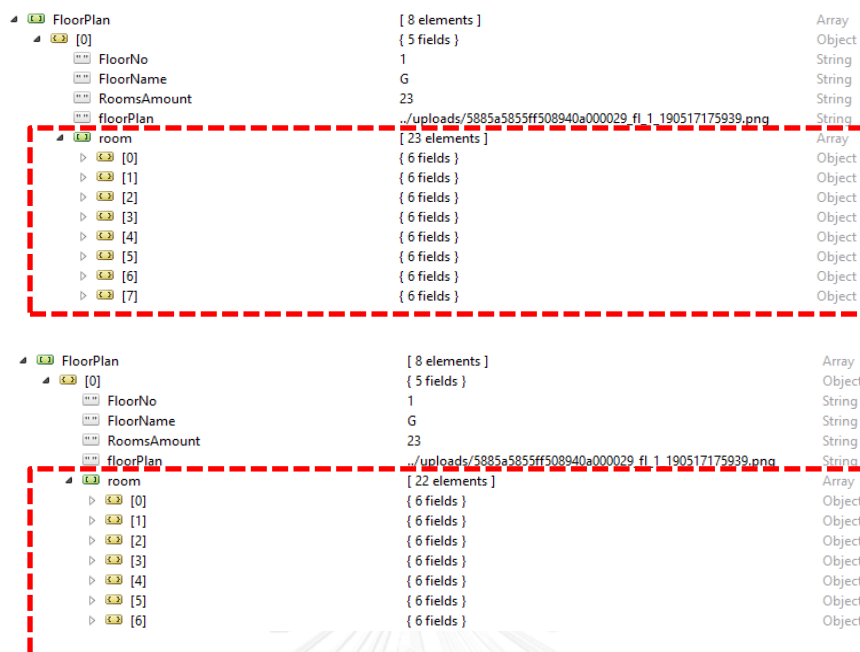 FloorPlan [ 8 elements ] Array
[0] { 5 fields } Object
FloorNo 1 String
FloorName G String
RoomsAmount 23 String
floorPlan ../uploads/5885a5855ff508940a000029_fl_1_190517175939.png String
room [ 23 elements ] Array
[0] { 6 fields } Object
[1] { 6 fields } Object
[2] { 6 fields } Object
[3] { 6 fields } Object
[4] { 6 fields } Object
[5] { 6 fields } Object
[6] { 6 fields } Object
[7] { 6 fields } Object
FloorPlan [ 8 elements ] Array
[0] { 5 fields } Object
FloorNo 1 String
FloorName G String
RoomsAmount 23 String
floorPlan ../uploads/5885a5855ff508940a000029_fl_1_190517175939.png String
room [ 22 elements ] Array
[0] { 6 fields } Object
[1] { 6 fields } Object
[2] { 6 fields } Object
[3] { 6 fields } Object
[4] { 6 fields } Object
[5] { 6 fields } Object
[6] { 6 fields } Object